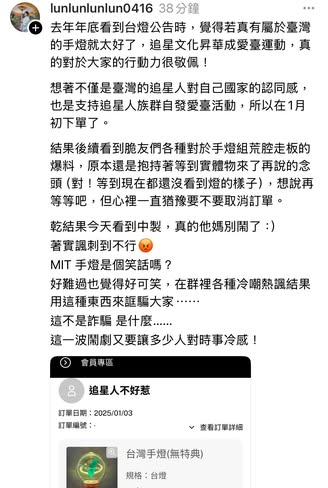 lunlunlunlun0416 38分鐘
去年年底看到台燈公告時，覺得若真有屬於臺灣
的手燈就太好了，追星文化昇華成愛臺運動，真
的對於大家的行動力很敬佩！
想著不僅是臺灣的追星人對自己國家的認同感，
也是支持追星人族群自發愛臺活動，所以在1月
初下單了。
結果後續看到脆友們各種對於手燈組荒腔走板的
爆料，原本還是抱持著等到實體物來了再說的念
頭 (對！等到現在都還沒看到燈的樣子)，想說再
等等吧，但心裡一直猶豫要不要取消訂單。
乾結果今天看到中製，真的他媽別鬧了 :)
著實諷刺到不行😡
MIT 手燈是個笑話嗎？
好難過也覺得好可笑，在群裡各種冷嘲熱諷結果
用這種東西來誆騙大家⋯⋯
這不是詐騙 是什麼......
這一波鬧劇又要讓多少人對時事冷感！
會員專區
追星人不好惹
訂單日期：2025/01/03
訂單編號：·
查看訂單詳細
台灣手燈(無特典)
規格：台燈